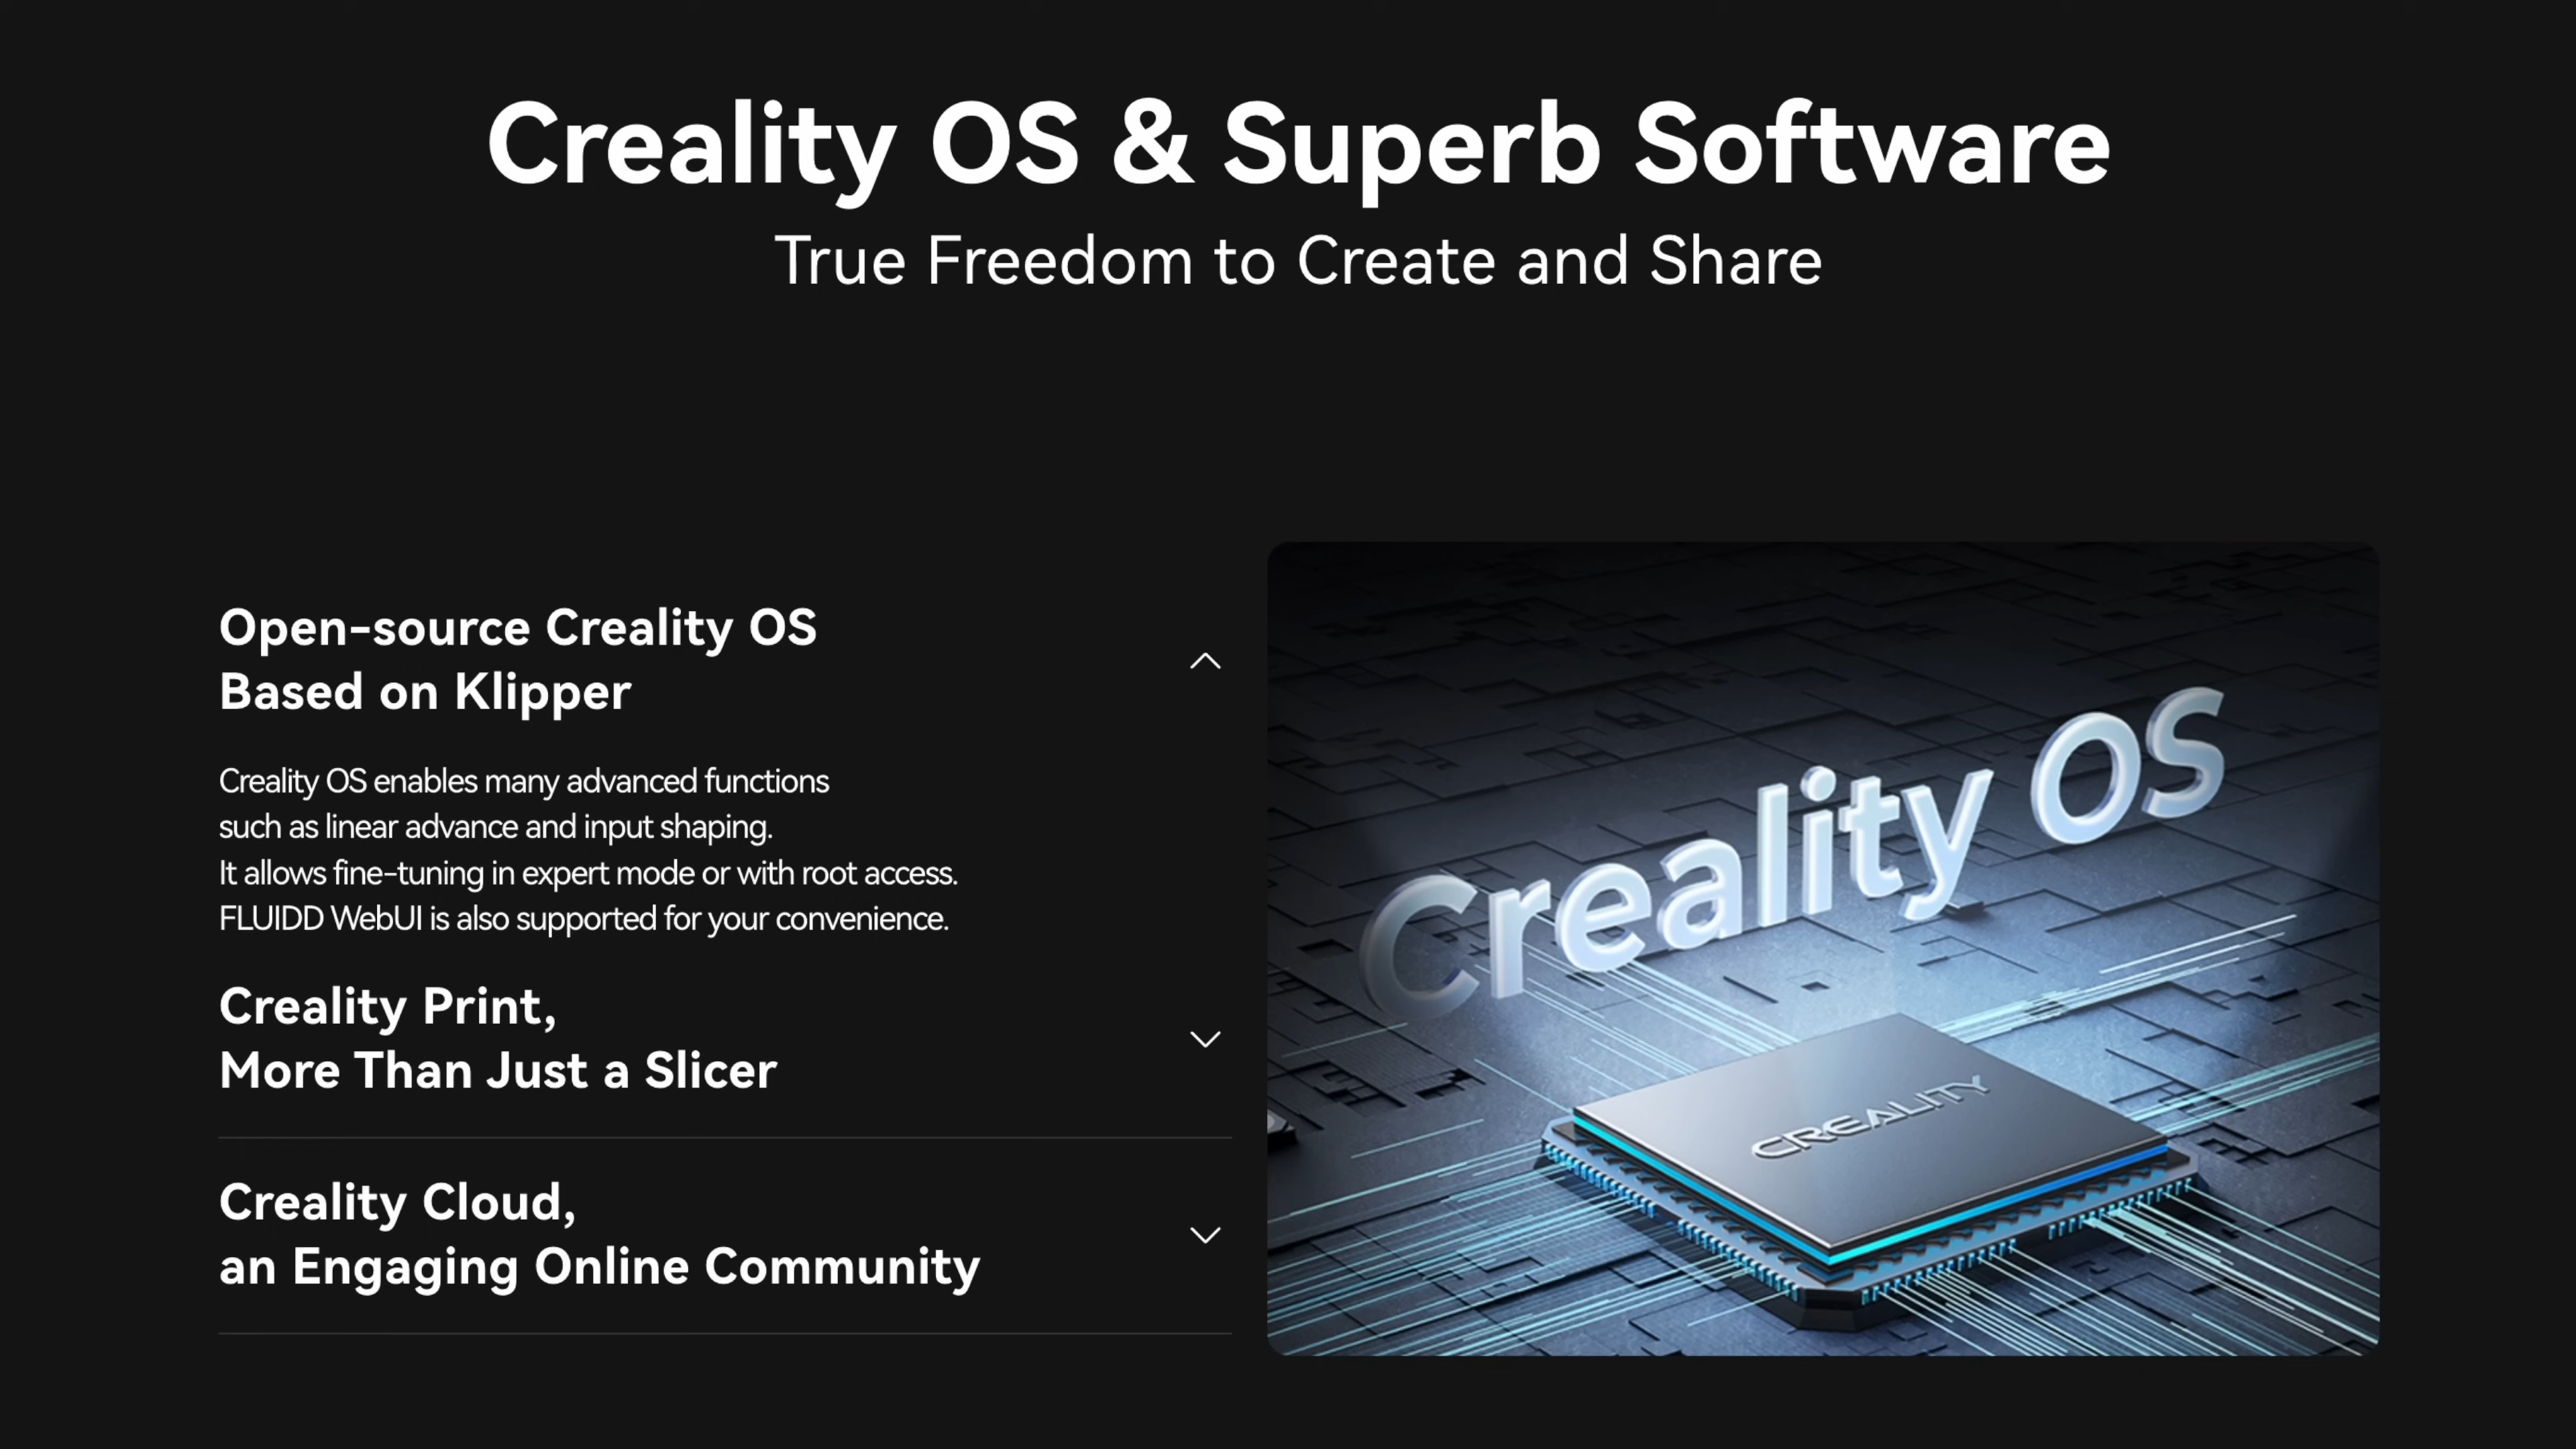 Creality OS & Superb Software
True Freedom to Create and Share
Open-source Creality OS
Based on Klipper
Creality OS enables many advanced functions
such as linear advance and input shaping.
It allows fine-tuning in expert mode or with root access.
FLUIDD WebUI is also supported for your convenience.
Creality Print,
More Than Just a Slicer
Creality Cloud,
an Engaging Online Community
Creality OS
CREALITY